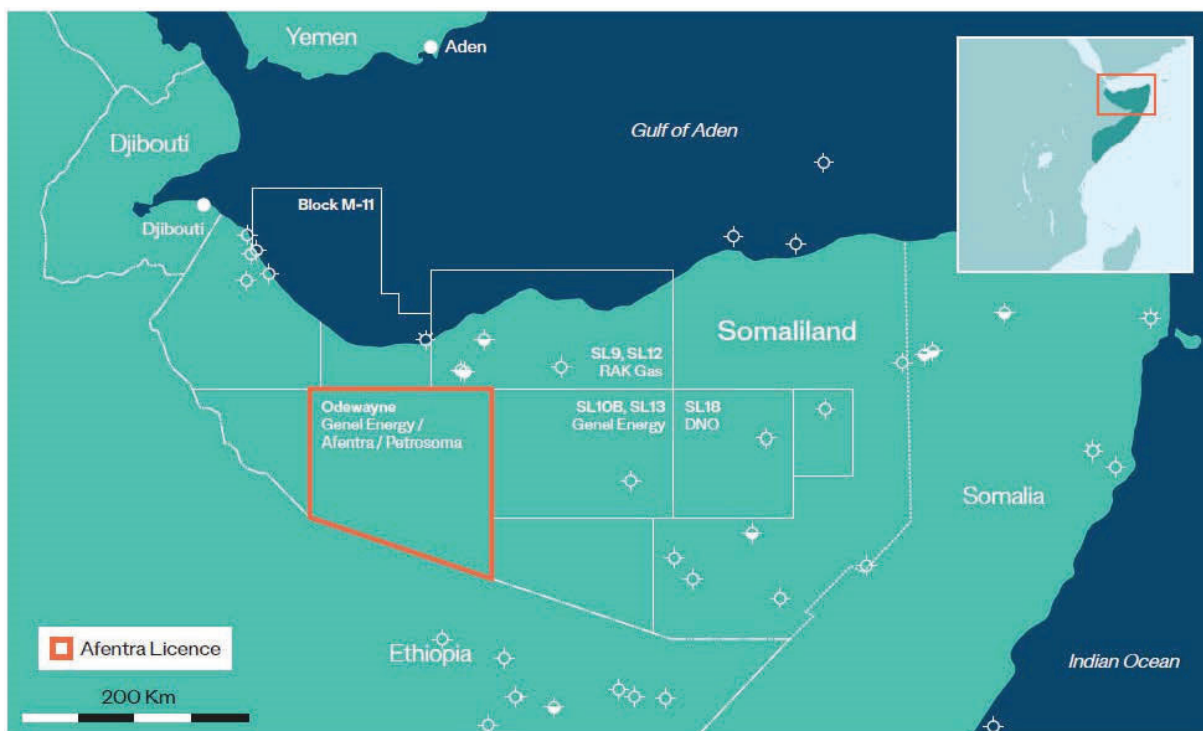 Yemen
Aden
Gulf of Aden
Djibouti
Djibouti
Block M-11
Somaliland
SL9, SL12
RAK Gas
Odewayne
Genel Energy /
Afentra / Petrosoma
SL10B, SL13
Genel Energy
SL18
DNO
Somalia
Ethiopia
Indian Ocean
Afentra Licence
200 Km